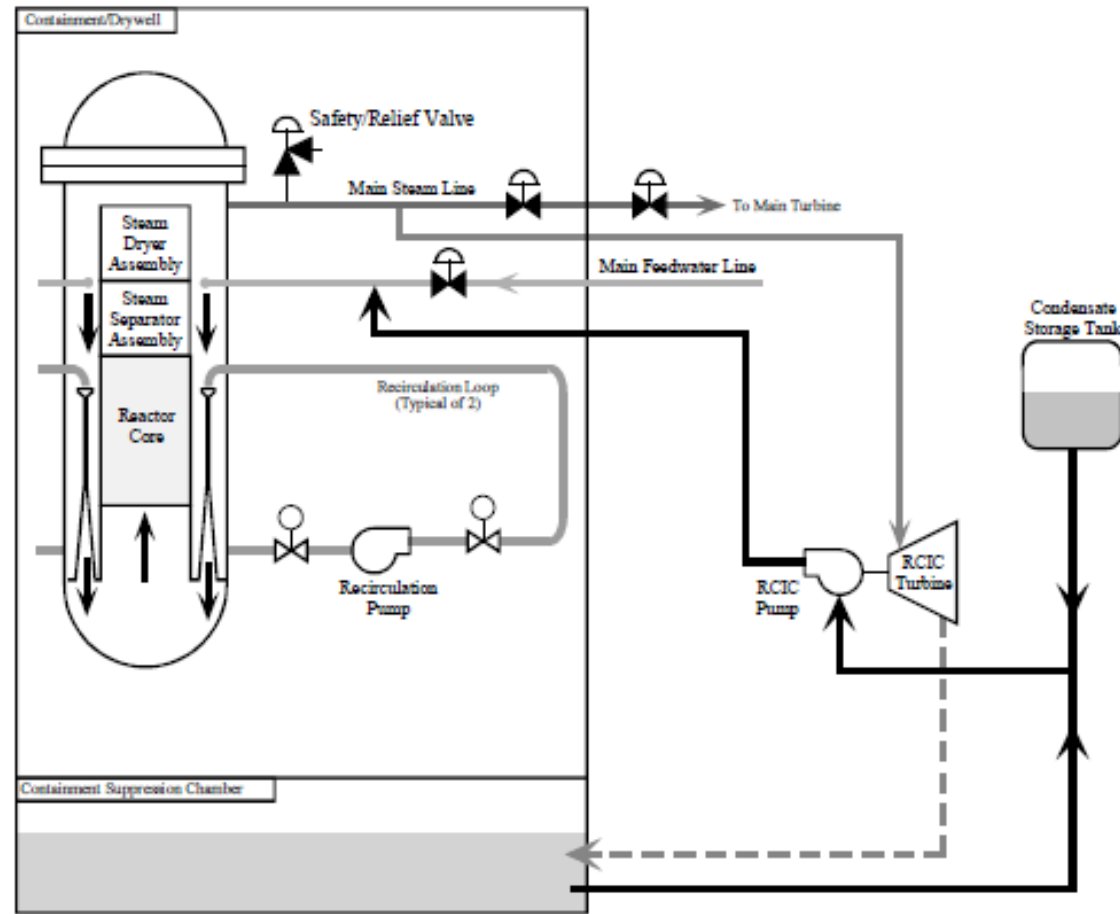 Containment/Drywell
Safety/Relief Valve
Main Steam Line
To Main Turbine
Steam
Dryer
Assembly
Main Feedwater Line
Steam
Separator
Assembly
Condensate
Storage Tank
Recirculation Loop
(Typical of 2)
Reactor
Core
RCIC
Turbine
RCIC
Pump
Recirculation
Pump
Containment Suppression Chamber